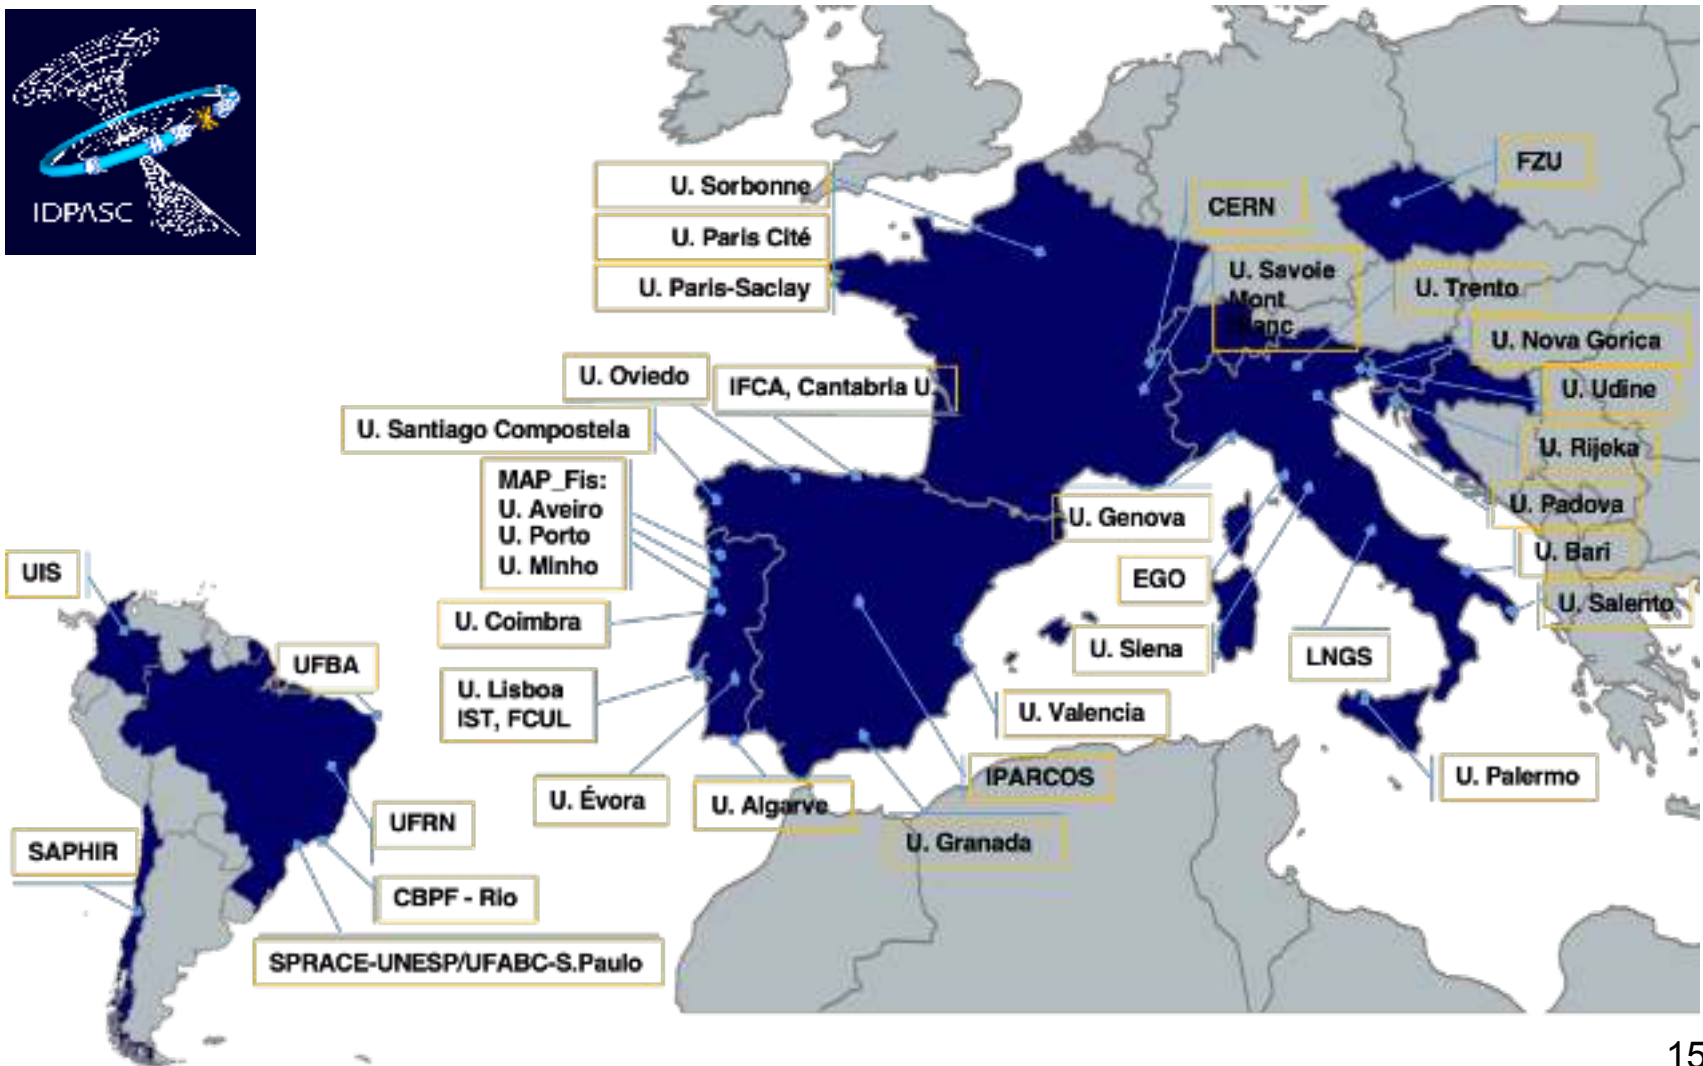 IDPASC
FZU
U. Sorbonne
CERN
U. Paris Cité
U. Paris-Saclay
U. Savoie
Mont
Blanc
U. Trento
U. Nova Gorica
U. Oviedo
IFCA, Cantabria U.
U. Udine
U. Santiago Compostela
U. Rijeka
MAP_Fis:
U. Aveiro
U. Porto
U. Minho
U. Padova
U. Genova
U. Bari
UIS
EGO
U. Salento
U. Coimbra
U. Siena
LNGS
UFBA
U. Lisboa
IST, FCUL
U. Valencia
IPARCOS
U. Palermo
U. Évora
U. Algarve
UFRN
U. Granada
SAPHIR
CBPF - Rio
SPRACE-UNESP/UFABC-S.Paulo
15